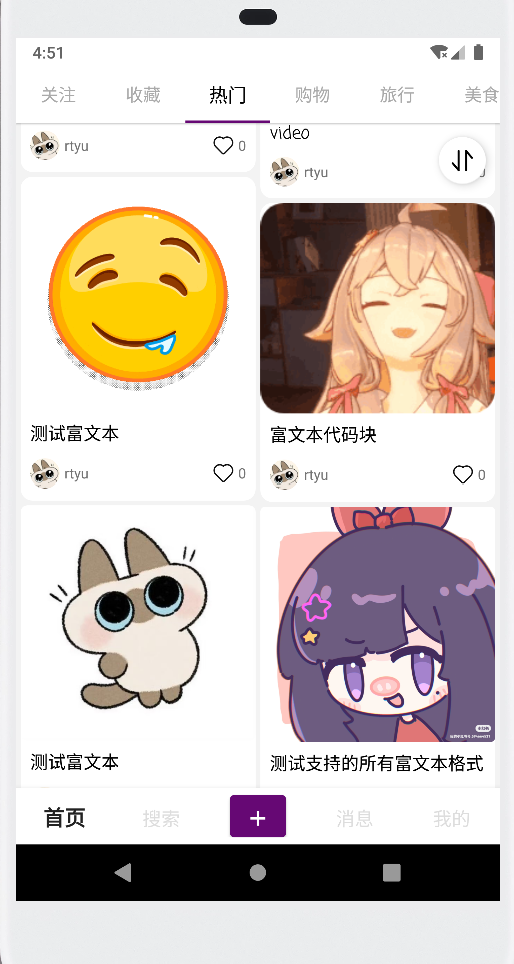 4:51
关注 收藏 热门 购物 旅行 美食
rtyu 0
video
rtyu
测试富文本
rtyu 0
富文本代码块
rtyu 0
测试富文本
测试支持的所有富文本格式
首页 搜索 + 消息 我的